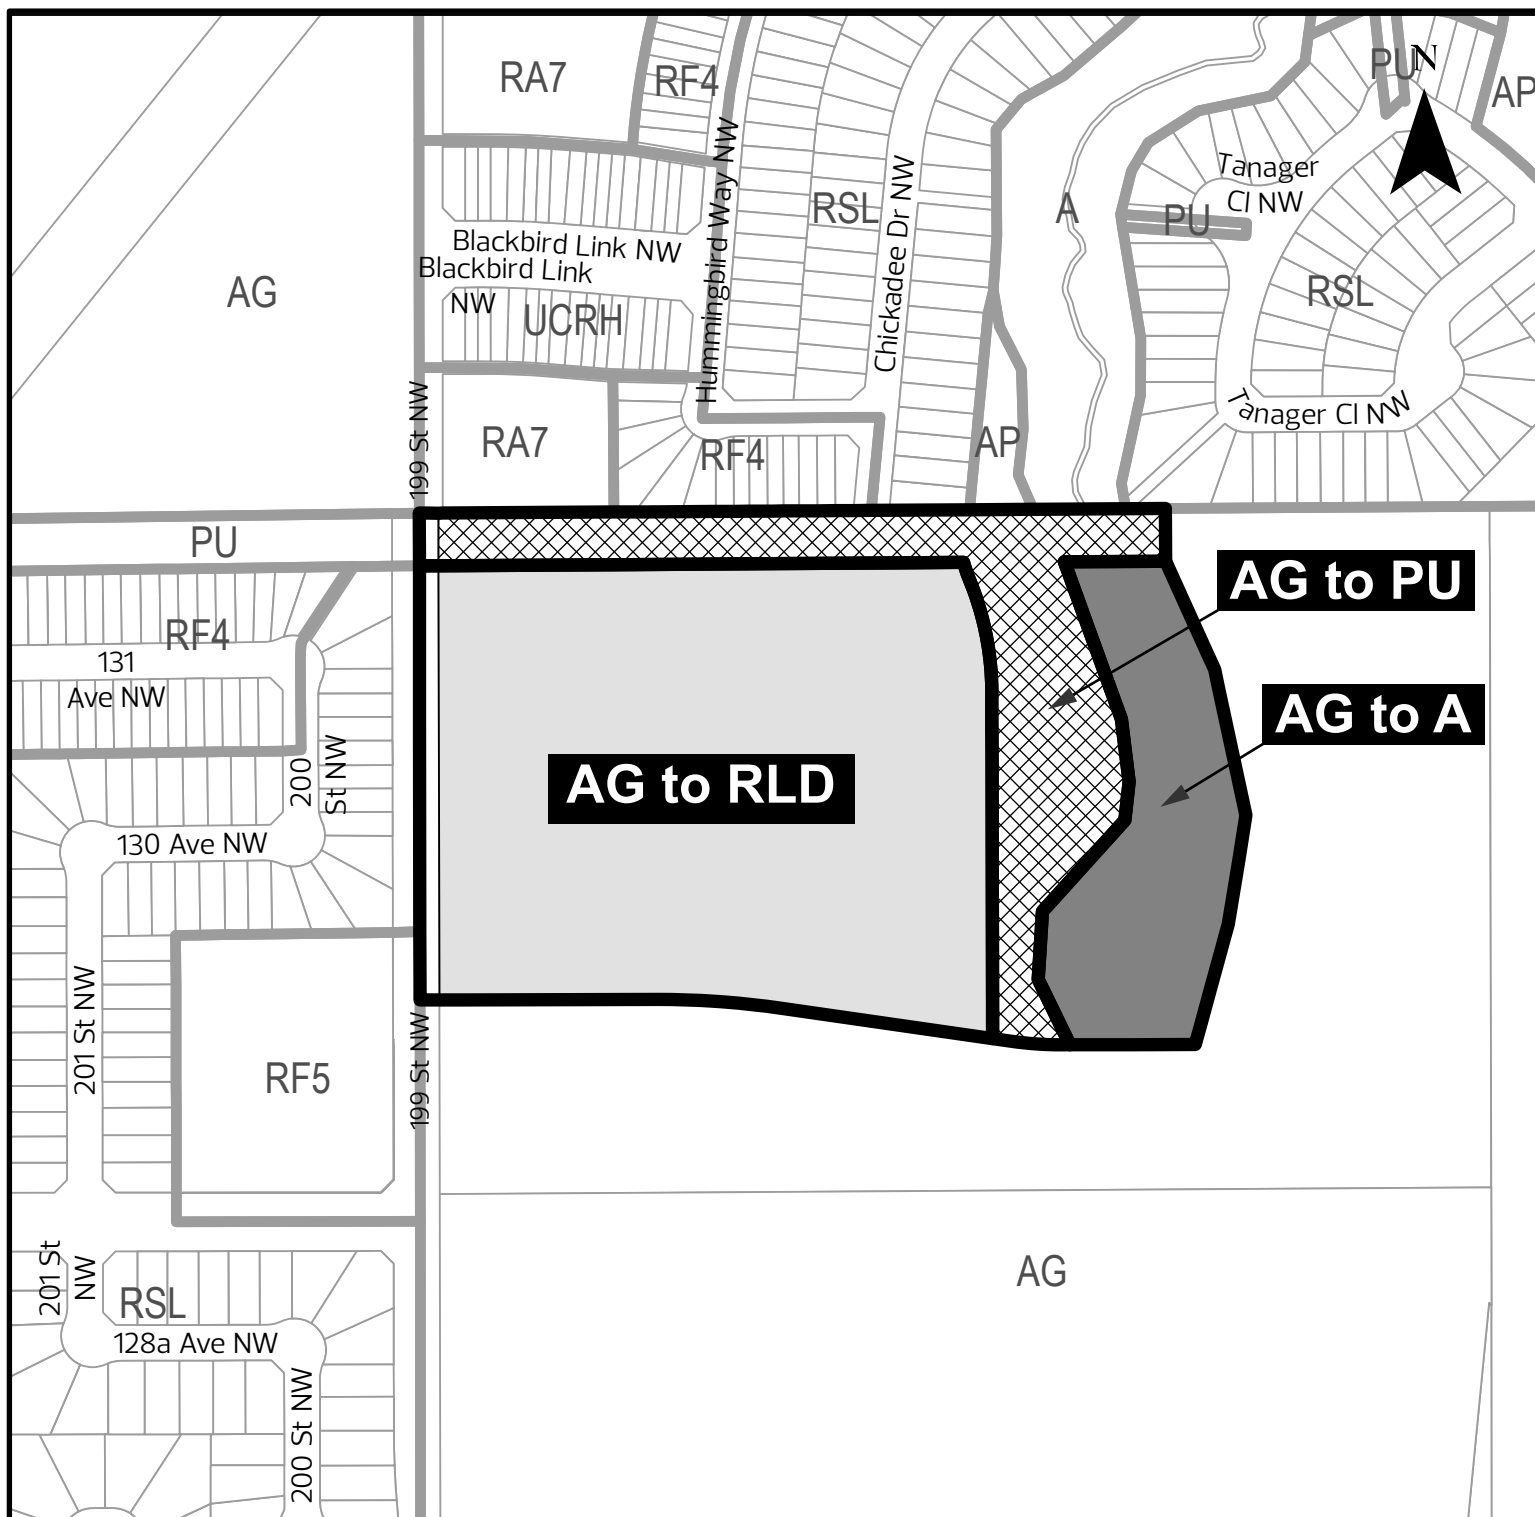 N
PU
AP
RA7
RF4
Hummingbird Way NW
RSL
Chickadee Dr NW
A
Tanager
Cl NW
PU
Blackbird Link NW
Blackbird Link
NW
UCRH
AG
RSL
Tanager Cl NW
199 St NW
RA7
RF4
AP
PU
AG to PU
RF4
131
Ave NW
AG to A
200
St NW
AG to RLD
130 Ave NW
201 St NW
199 St NW
RF5
201 St
NW
RSL
128a Ave NW
200 St NW
AG